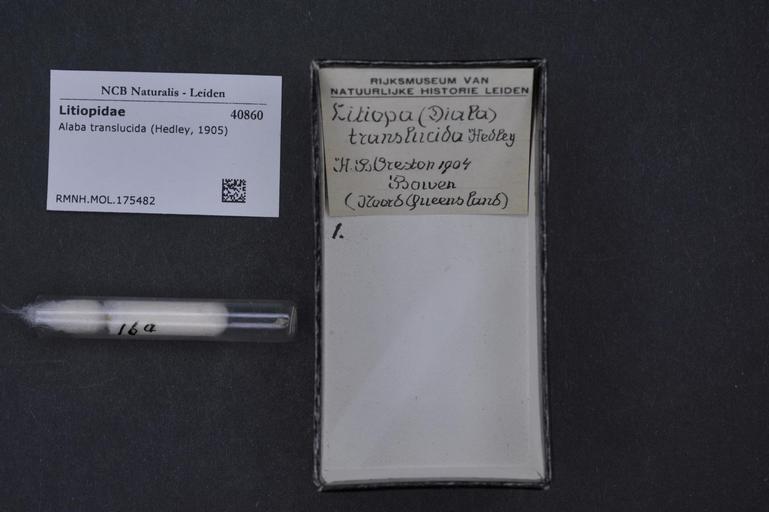 NCB Naturalis - Leiden
Litiopidae 40860
Alaba translucida (Hedley, 1905)
RMNH.MOL.175482
RIJKSMUSEUM VAN
NATUURLIJKE HISTORIE LEIDEN
Litiopa (Diala)
translucida Hedley
H. B. Preston 1904
Bowen
(Noord Queensland)
1.
16a